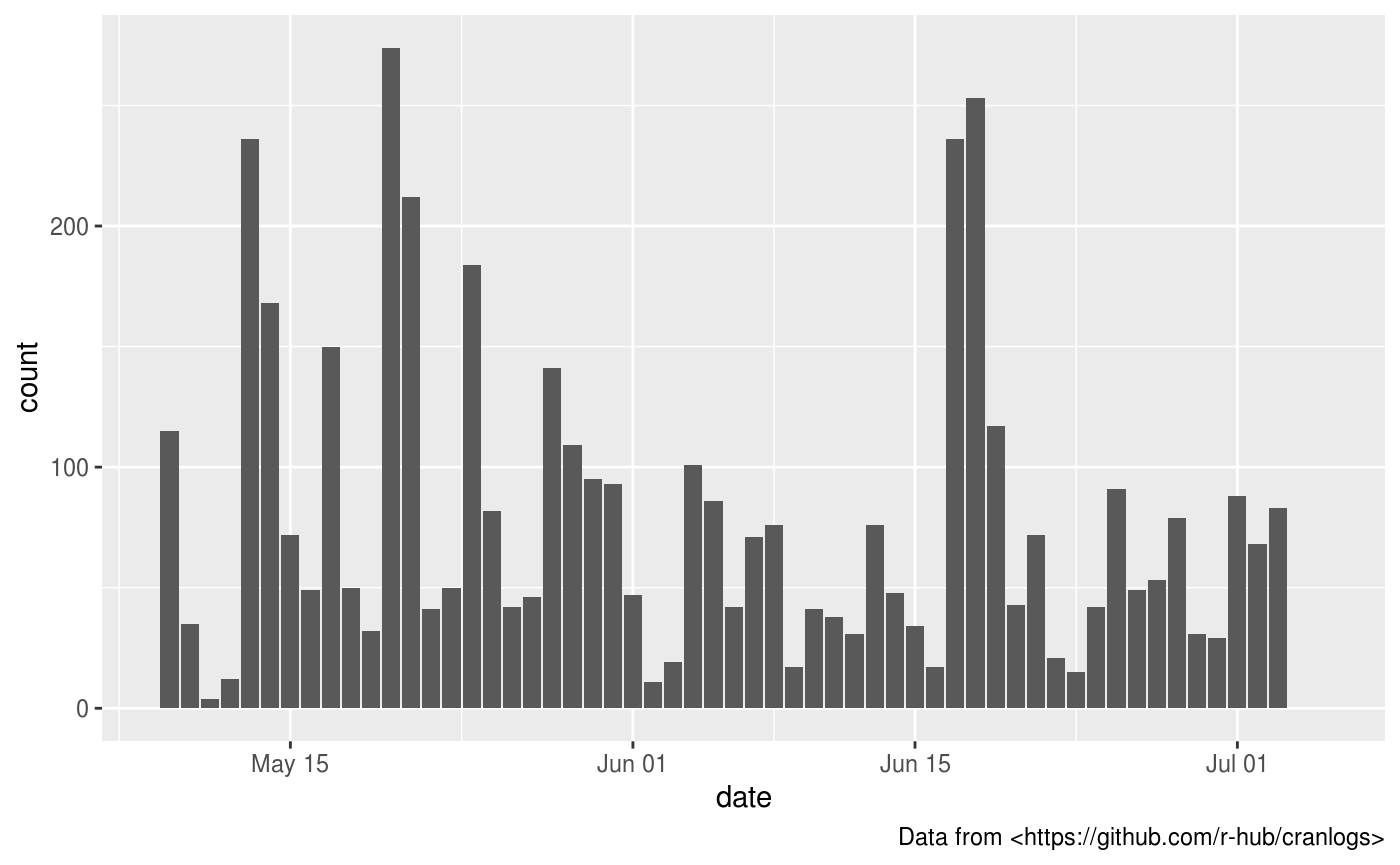 200
100
0
count
May 15
Jun 01
Jun 15
Jul 01
date
Data from <https://github.com/r-hub/cranlogs>